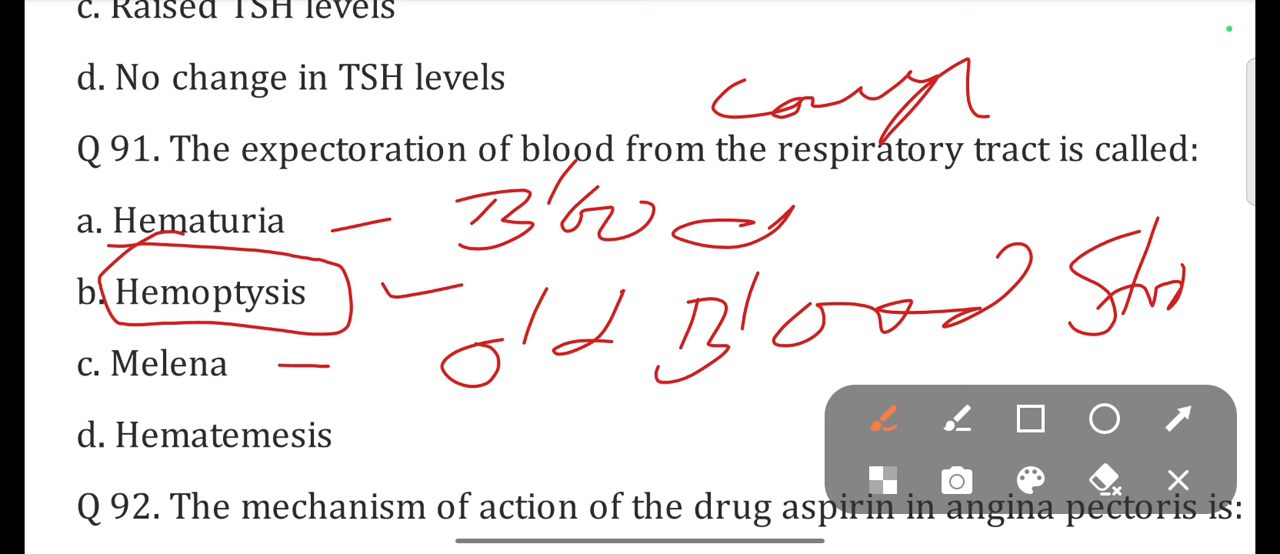 c. Raised TSH levels
d. No change in TSH levels
Q 91. The expectoration of blood from the respiratory tract is called:
a. Hematuria — Blood
b. Hemoptysis
c. Melena — old Blood
d. Hematemesis
Q 92. The mechanism of action of the drug aspirin in angina pectoris is: